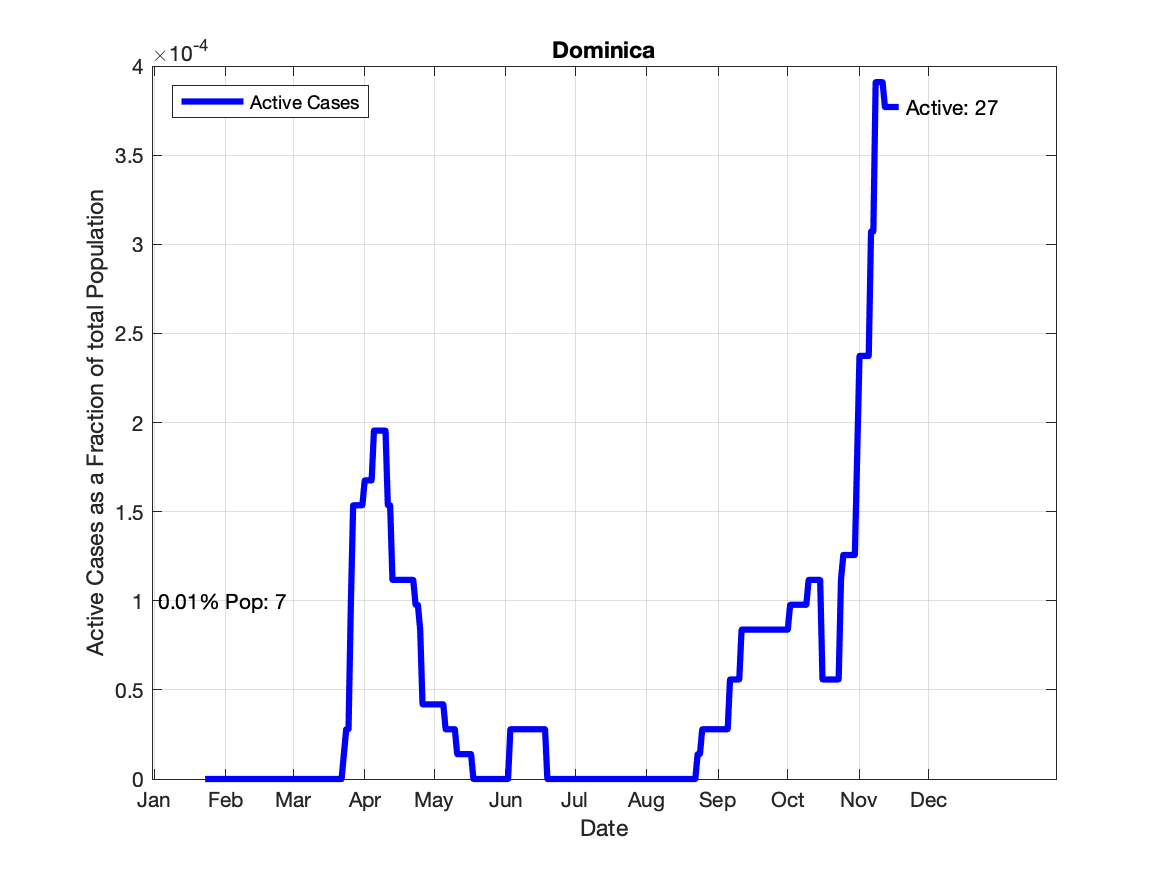 Dominica
×10-4
4
Active Cases
Active: 27
3.5
3
2.5
2
1.5
1
0.01% Pop: 7
0.5
0
Active Cases as a Fraction of total Population
Jan Feb Mar Apr May Jun Jul Aug Sep Oct Nov Dec
Date